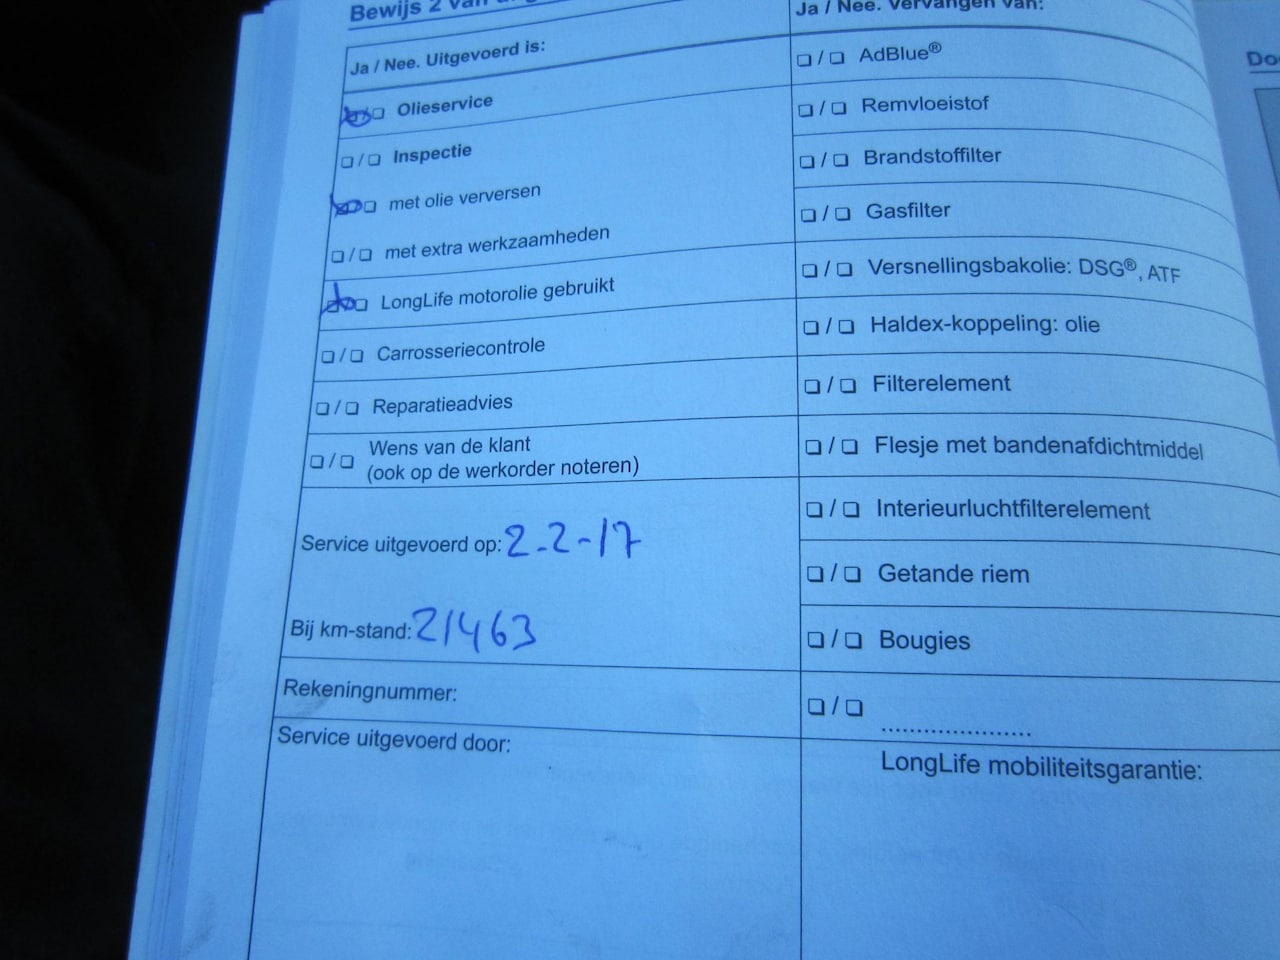 Bewijs 2 van
Ja / Nee. Uitgevoerd is:
☒/☐ Olieservice
☐/☐ Inspectie
☒/☐ met olie verversen
☐/☐ met extra werkzaamheden
☒/☐ LongLife motorolie gebruikt
☐/☐ Carrosseriecontrole
☐/☐ Reparatieadvies
☐/☐ Wens van de klant
(ook op de werkorder noteren)
Service uitgevoerd op: 2-2-17
Bij km-stand: 21463
Rekeningnummer:
Service uitgevoerd door:
Ja / Nee. Vervangen van:
☐/☐ AdBlue®
☐/☐ Remvloeistof
☐/☐ Brandstoffilter
☐/☐ Gasfilter
☐/☐ Versnellingsbakolie: DSG®, ATF
☐/☐ Haldex-koppeling: olie
☐/☐ Filterelement
☐/☐ Flesje met bandenafdichtmiddel
☐/☐ Interieurluchtfilterelement
☐/☐ Getande riem
☐/☐ Bougies
☐/☐ .....................
LongLife mobiliteitsgarantie: